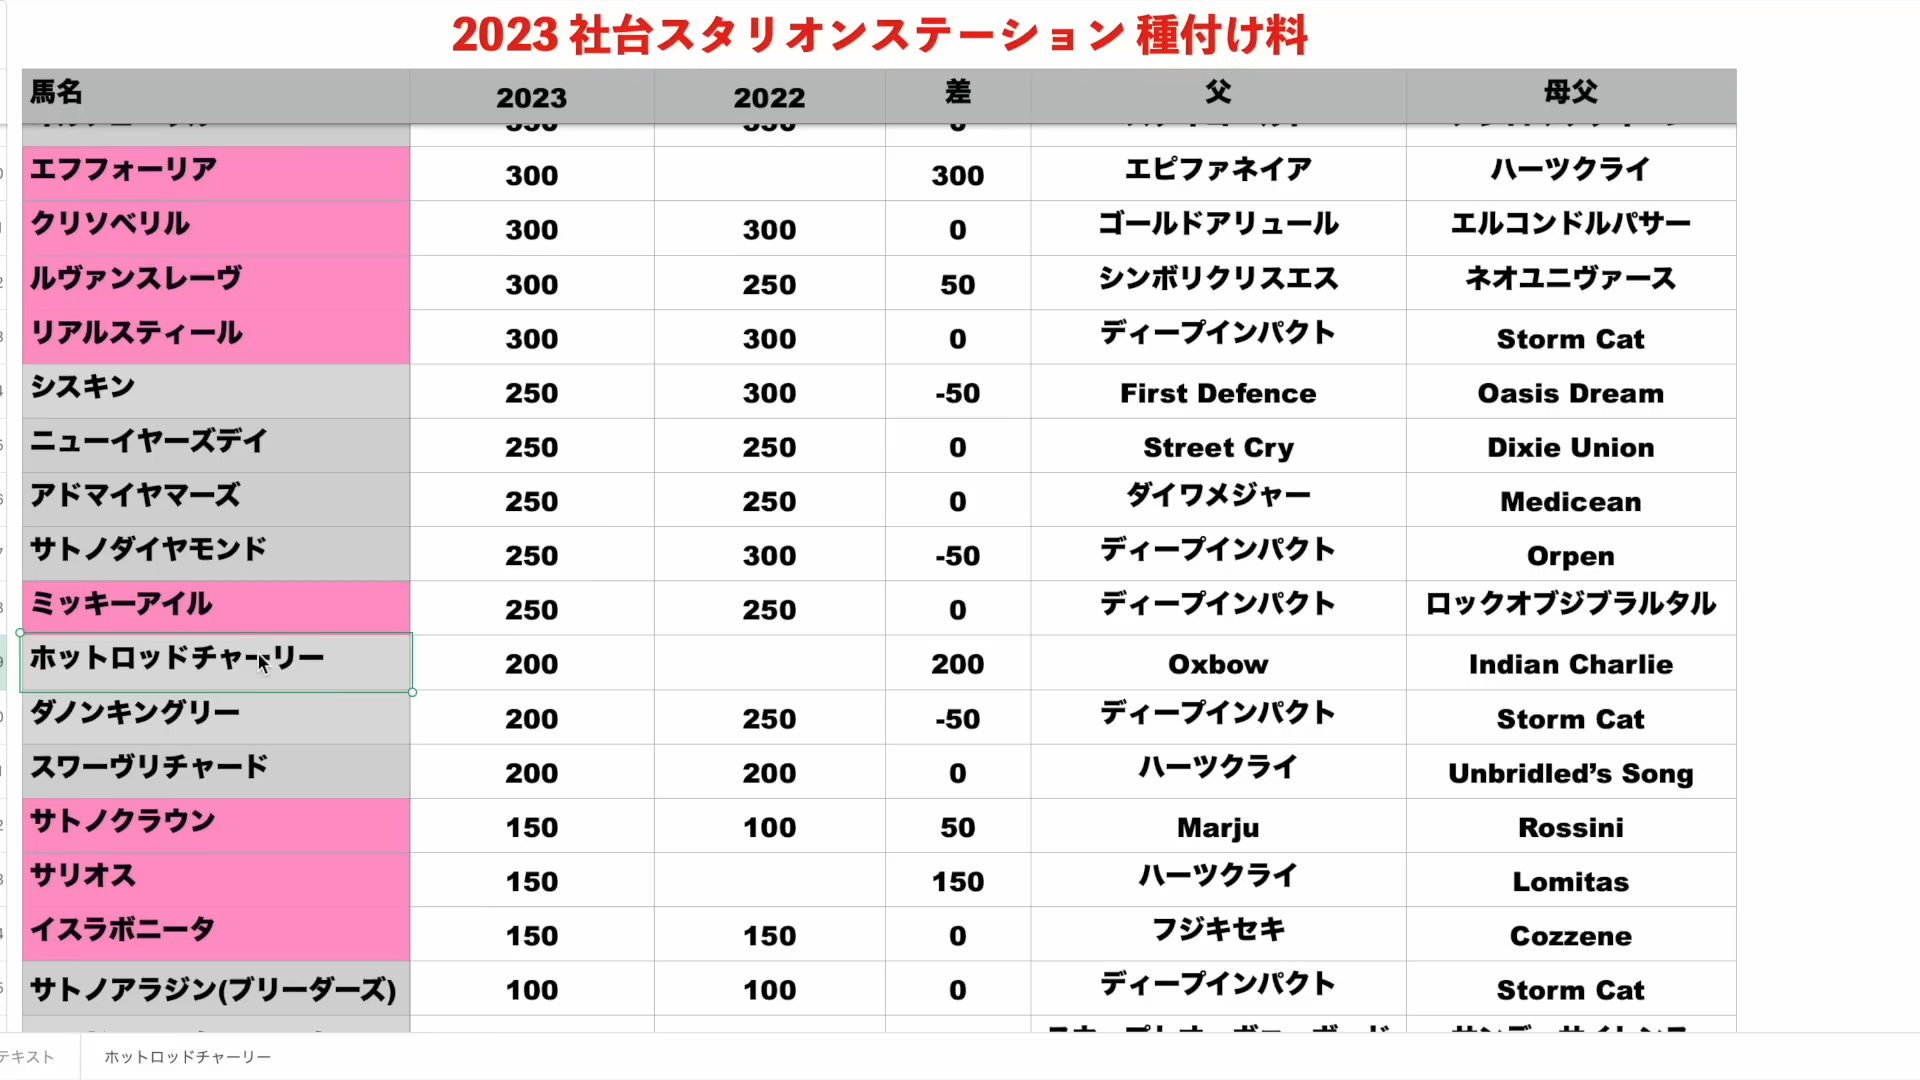 2023 社台スタリオンステーション 種付け料
馬名 2023 2022 差 父 母父
エフフォーリア 300 300 エピファネイア ハーツクライ
クリソベリル 300 300 0 ゴールドアリュール エルコンドルパサー
ルヴァンスレーヴ 300 250 50 シンボリクリスエス ネオユニヴァース
リアルスティール 300 300 0 ディープインパクト Storm Cat
シスキン 250 300 -50 First Defence Oasis Dream
ニューイヤーズデイ 250 250 0 Street Cry Dixie Union
アドマイヤマーズ 250 250 0 ダイワメジャー Medicean
サトノダイヤモンド 250 300 -50 ディープインパクト Orpen
ミッキーアイル 250 250 0 ディープインパクト ロックオブジブラルタル
ホットロッドチャーリー 200 200 Oxbow Indian Charlie
ダノンキングリー 200 250 -50 ディープインパクト Storm Cat
スワーヴリチャード 200 200 0 ハーツクライ Unbridled’s Song
サトノクラウン 150 100 50 Marju Rossini
サリオス 150 150 ハーツクライ Lomitas
イスラボニータ 150 150 0 フジキセキ Cozzene
サトノアラジン(ブリーダーズ) 100 100 0 ディープインパクト Storm Cat
テキスト ホットロッドチャーリー